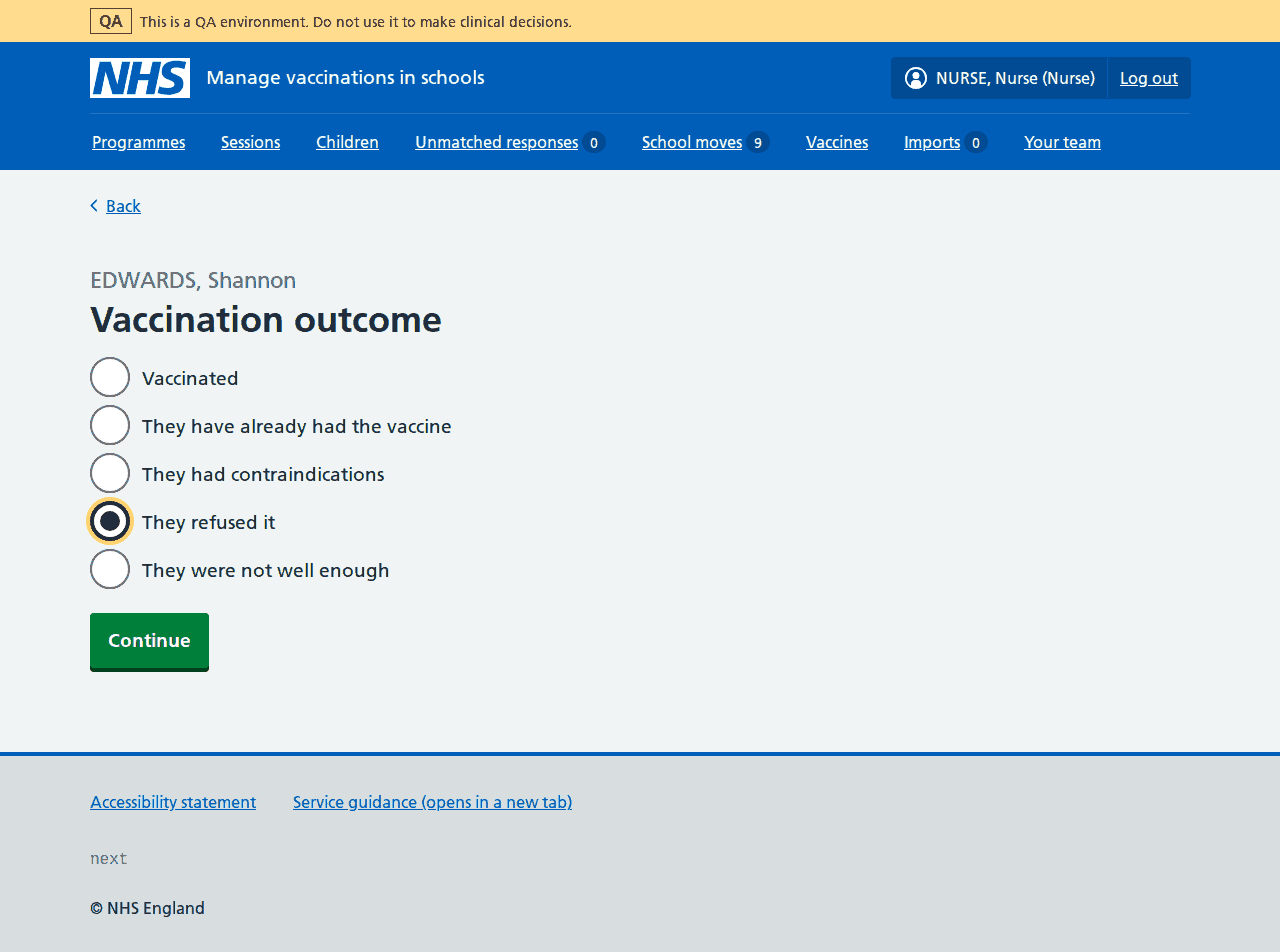 QA This is a QA environment. Do not use it to make clinical decisions.
NHS Manage vaccinations in schools NURSE, Nurse (Nurse) Log out
Programmes Sessions Children Unmatched responses 0 School moves 9 Vaccines Imports 0 Your team
Back
EDWARDS, Shannon
Vaccination outcome
Vaccinated
They have already had the vaccine
They had contraindications
They refused it
They were not well enough
Continue
Accessibility statement Service guidance (opens in a new tab)
next
© NHS England